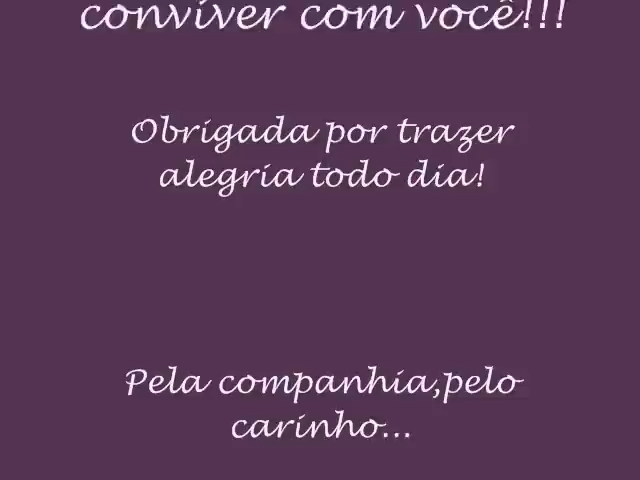 conviver com você!!!
Obrigada por trazer
alegria todo dia!
Pela companhia,pelo
carinho...